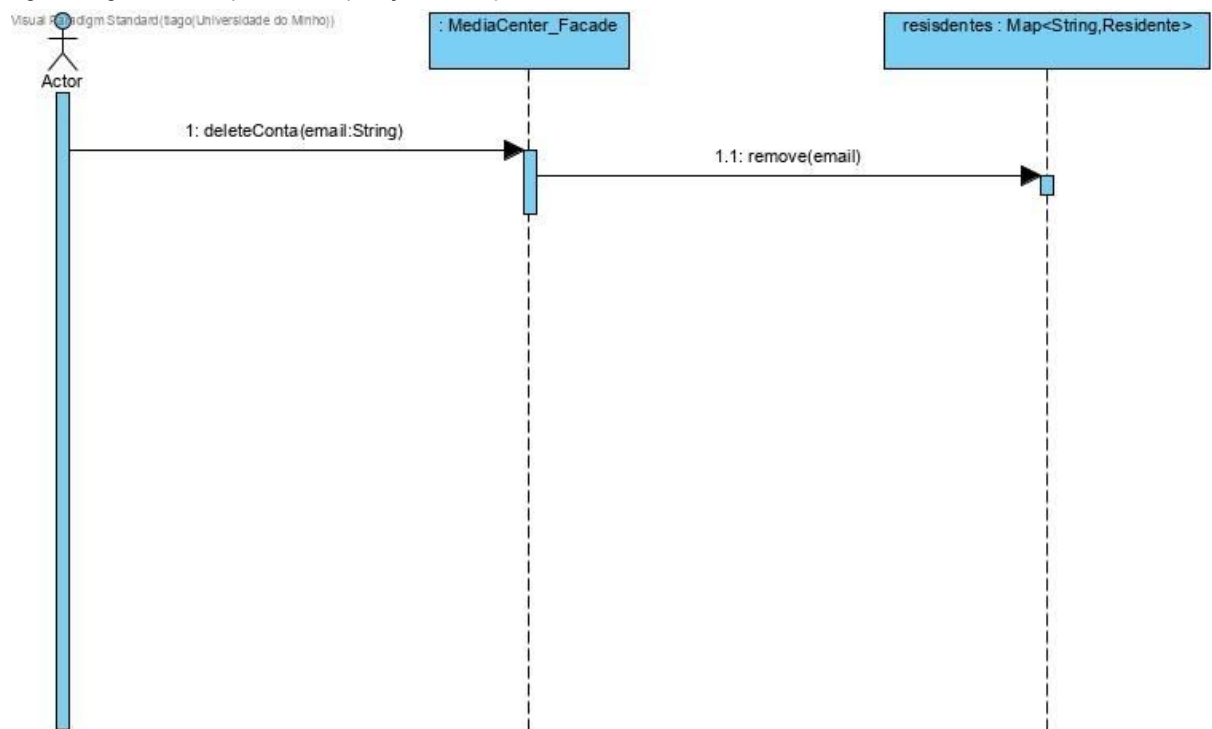 Visual Paradigm Standard(tiago(Universidade do Minho))
: MediaCenter_Facade
resisdentes : Map<String,Residente>
Actor
1: deleteConta(email:String)
1.1: remove(email)